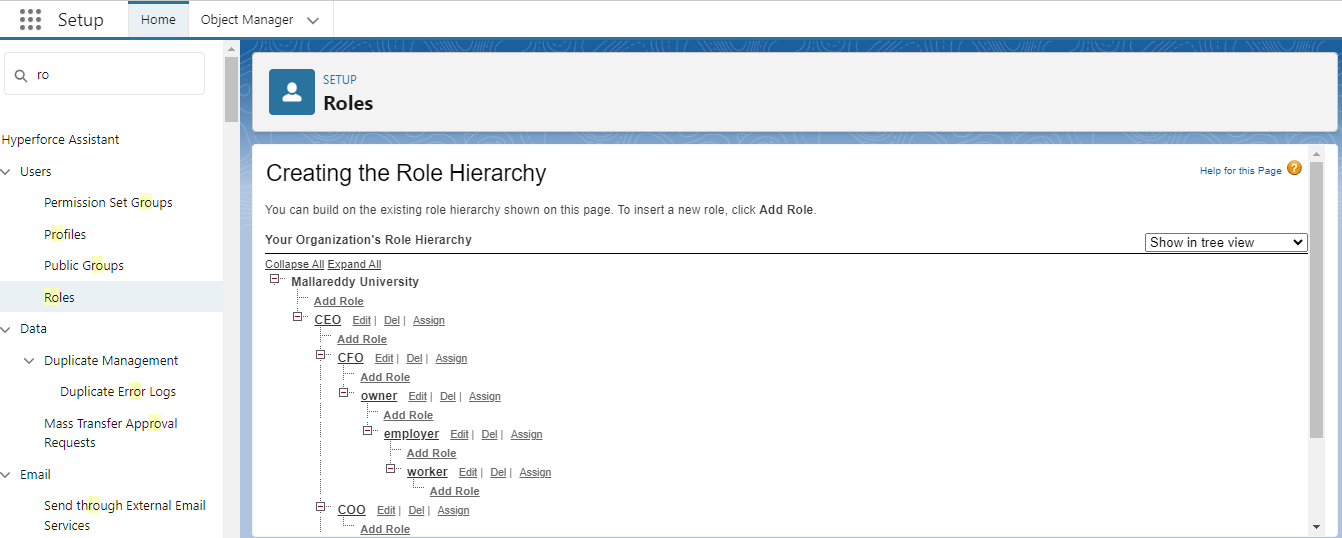 Setup Home Object Manager
ro
Hyperforce Assistant
Users
Permission Set Groups
Profiles
Public Groups
Roles
Data
Duplicate Management
Duplicate Error Logs
Mass Transfer Approval
Requests
Email
Send through External Email
Services
SETUP
Roles
Creating the Role Hierarchy
Help for this Page ?
You can build on the existing role hierarchy shown on this page. To insert a new role, click Add Role.
Your Organization's Role Hierarchy
Show in tree view
Collapse All Expand All
Mallareddy University
Add Role
CEO Edit | Del | Assign
Add Role
CFO Edit | Del | Assign
Add Role
owner Edit | Del | Assign
Add Role
employer Edit | Del | Assign
Add Role
worker Edit | Del | Assign
Add Role
COO Edit | Del | Assign
Add Role